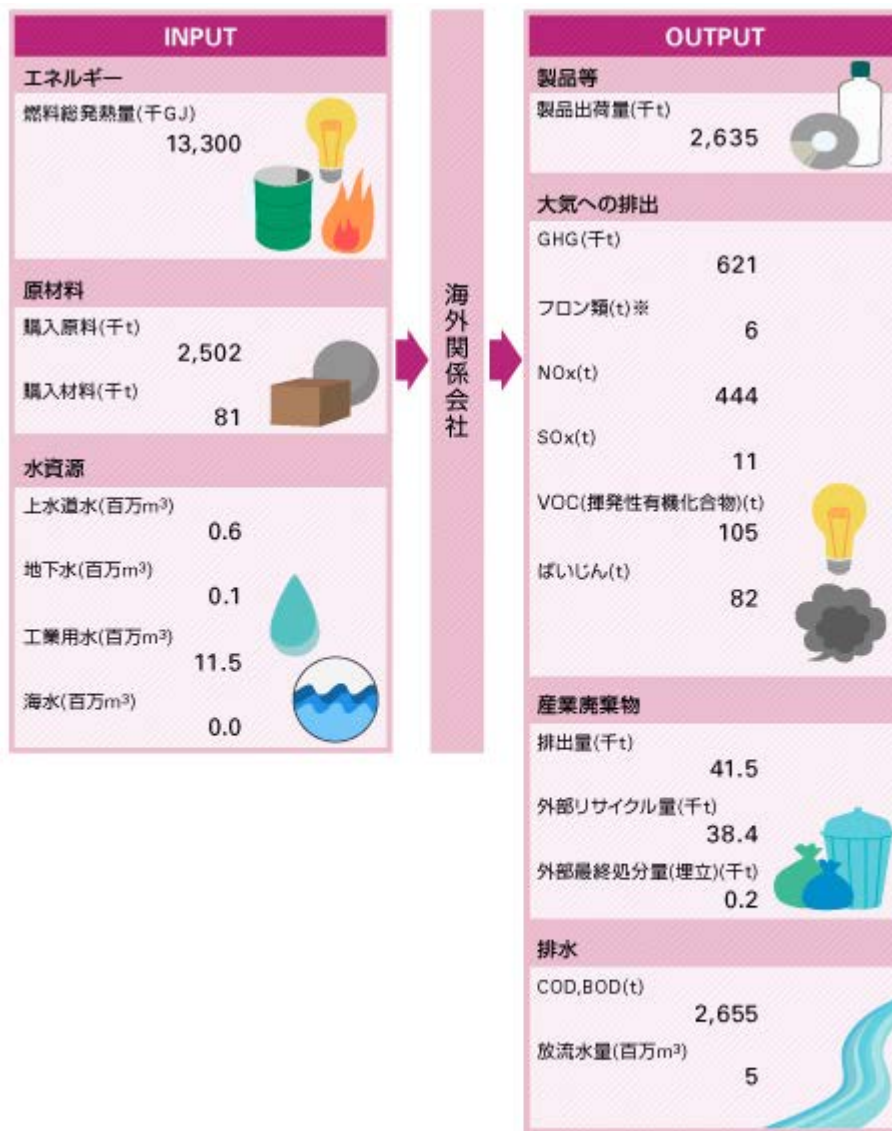 INPUT
エネルギー
燃料総発熱量(千GJ)
13,300
原材料
購入原料(千t)
2,502
購入材料(千t)
81
水資源
上水道水(百万m³)
0.6
地下水(百万m³)
0.1
工業用水(百万m³)
11.5
海水(百万m³)
0.0
海外関係会社
OUTPUT
製品等
製品出荷量(千t)
2,635
大気への排出
GHG(千t)
621
フロン類(t)※
6
NOx(t)
444
SOx(t)
11
VOC(揮発性有機化合物)(t)
105
ばいじん(t)
82
産業廃棄物
排出量(千t)
41.5
外部リサイクル量(千t)
38.4
外部最終処分量(埋立)(千t)
0.2
排水
COD,BOD(t)
2,655
放流水量(百万m³)
5